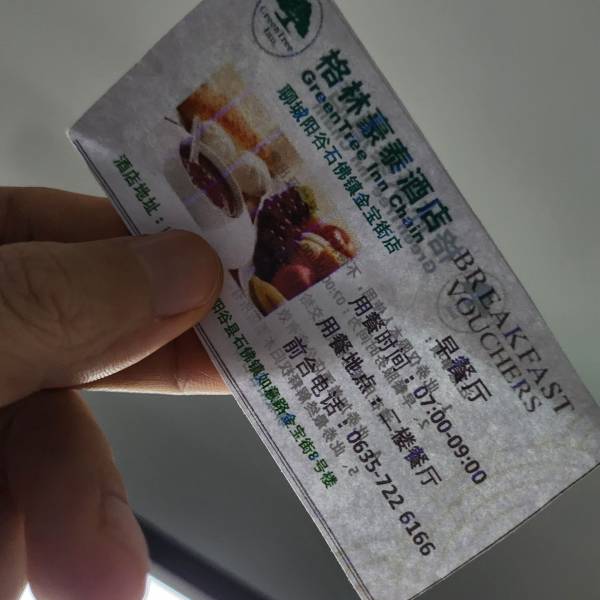 GreenTree
Inn
格林豪泰酒店
GreenTree Inn Chain
聊城阳谷石佛镇金宝街店
BREAKFAST
VOUCHERS
早餐厅
用餐时间：07:00-09:00
用餐地点：二楼餐厅
前台电话：0635-722 6166
酒店地址：
阳谷县石佛镇
金宝街8号楼